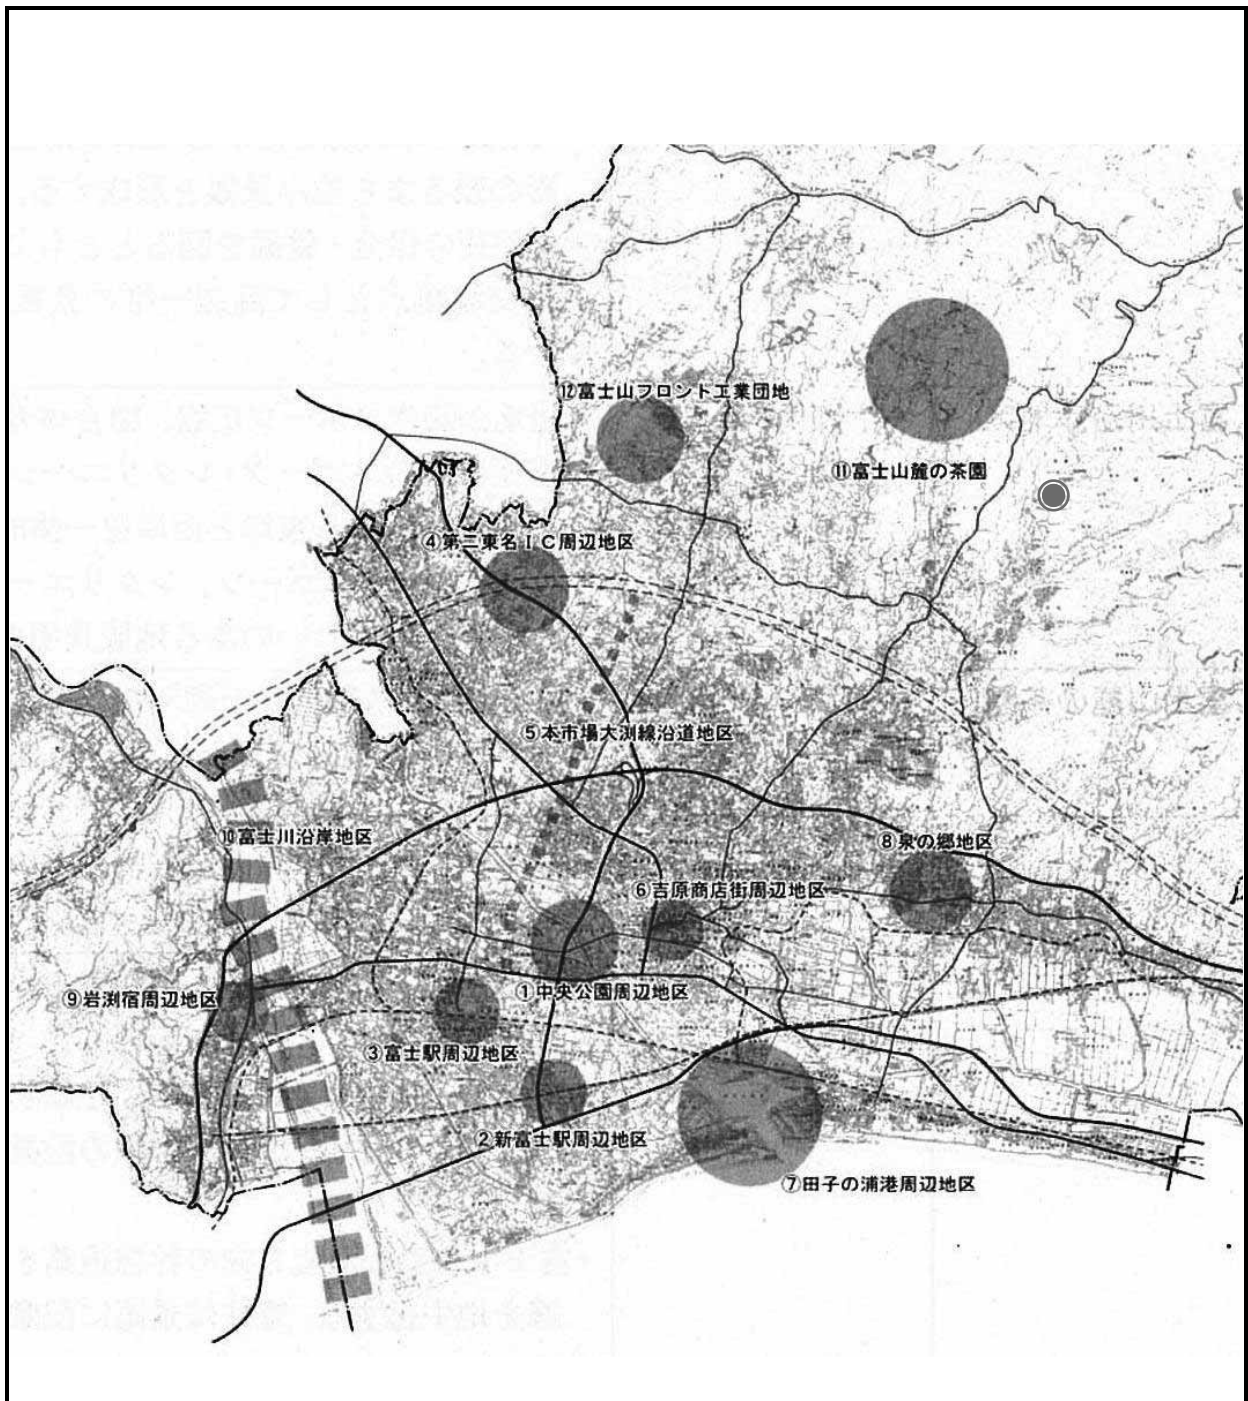 ⑫富士山フロント工業団地
⑪富士山麓の茶園
④第二東名IC周辺地区
⑤本市場大渕線沿道地区
⑩富士川沿岸地区
⑧泉の郷地区
⑥吉原商店街周辺地区
⑨岩渕宿周辺地区
①中央公園周辺地区
③富士駅周辺地区
②新富士駅周辺地区
⑦田子の浦港周辺地区